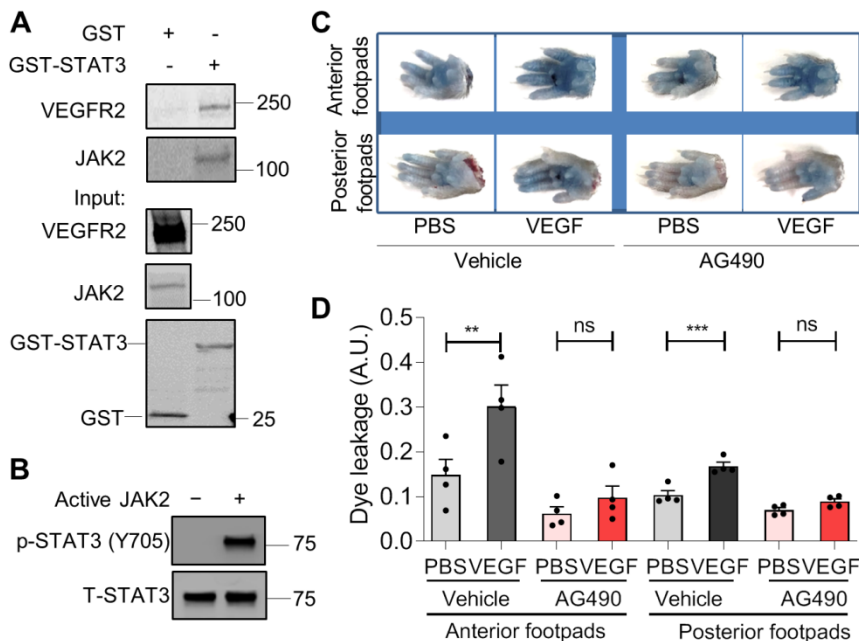 A
GST + -
GST-STAT3 - +
VEGFR2 250
JAK2 100
Input:
VEGFR2 250
JAK2 100
GST-STAT3
GST 25
B
Active JAK2 – +
p-STAT3 (Y705) 75
T-STAT3 75
C
Anterior footpads
Posterior footpads
PBS VEGF PBS VEGF
Vehicle AG490
D
Dye leakage (A.U.)
0.5
0.4
0.3
0.2
0.1
0.0
** ns *** ns
PBS VEGF PBS VEGF PBS VEGF PBS VEGF
Vehicle AG490 Vehicle AG490
Anterior footpads Posterior footpads